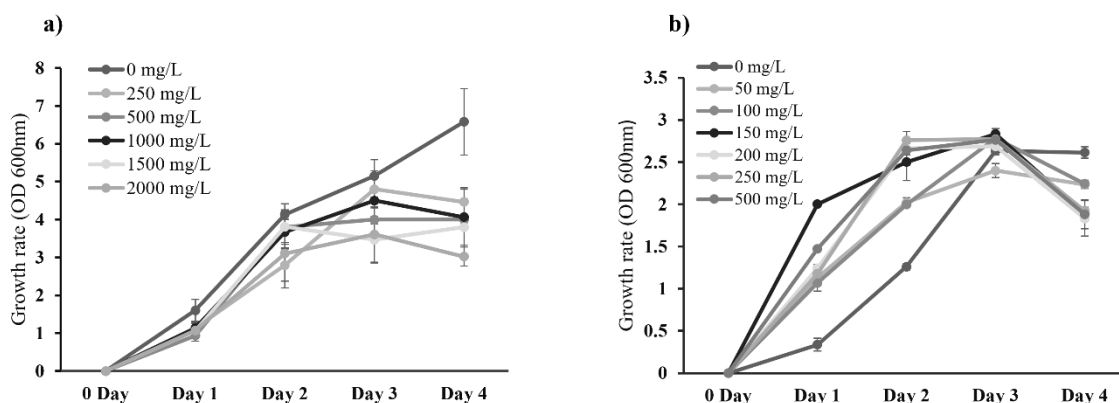 a)
0 mg/L
250 mg/L
500 mg/L
1000 mg/L
1500 mg/L
2000 mg/L
Growth rate (OD 600nm)
8
7
6
5
4
3
2
1
0
0 Day
Day 1
Day 2
Day 3
Day 4
b)
0 mg/L
50 mg/L
100 mg/L
150 mg/L
200 mg/L
250 mg/L
500 mg/L
Growth rate (OD 600nm)
3.5
3
2.5
2
1.5
1
0.5
0
0 Day
Day 1
Day 2
Day 3
Day 4